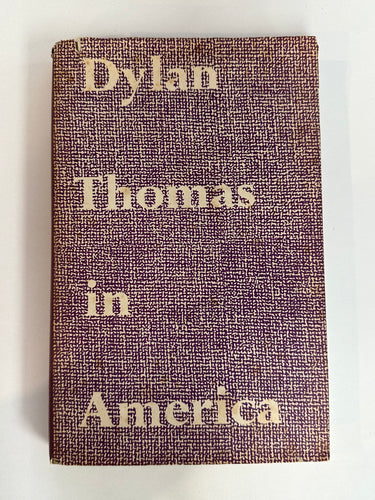 Dylan
Thomas
in
America